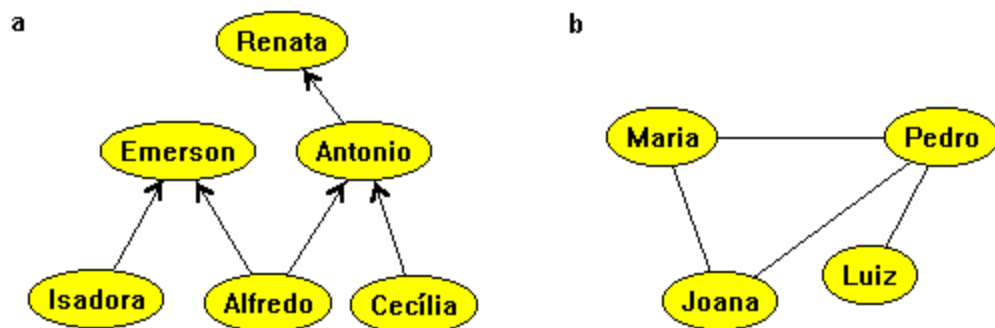 a
Renata
Emerson
Antonio
Isadora
Alfredo
Cecília
b
Maria
Pedro
Joana
Luiz